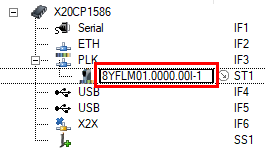 X20CP1586
Serial IF1
ETH IF2
PLK IF3
8YFLM01.0000.00I-1 ST1
USB IF4
USB IF5
X2X IF6
SS1